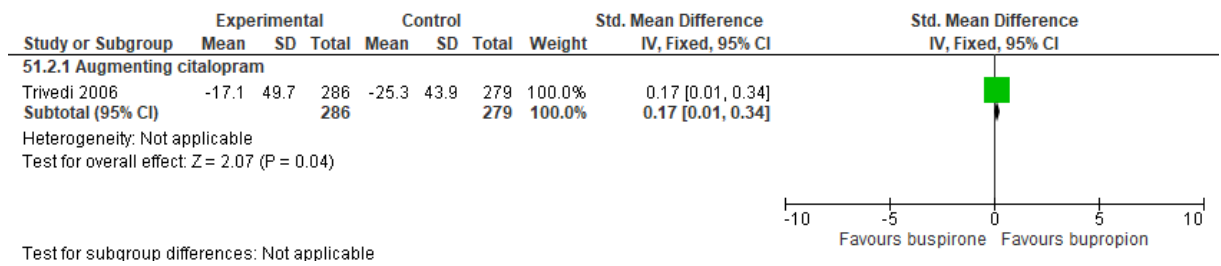 Experimental Control Std. Mean Difference Std. Mean Difference
Study or Subgroup Mean SD Total Mean SD Total Weight IV, Fixed, 95% CI IV, Fixed, 95% CI
51.2.1 Augmenting citalopram
Trivedi 2006 -17.1 49.7 286 -25.3 43.9 279 100.0% 0.17 [0.01, 0.34]
Subtotal (95% CI) 286 279 100.0% 0.17 [0.01, 0.34]
Heterogeneity: Not applicable
Test for overall effect: Z = 2.07 (P = 0.04)
-10 -5 0 5 10
Favours buspirone Favours bupropion
Test for subgroup differences: Not applicable